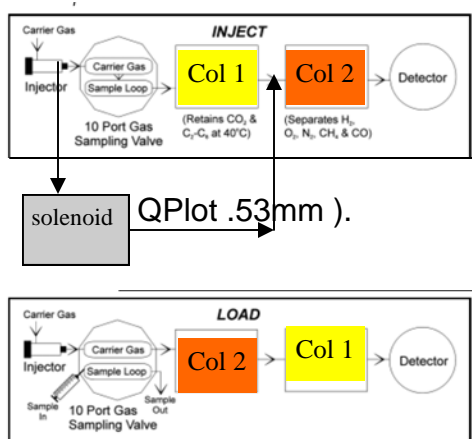 INJECT
Carrier Gas
Injector
Carrier Gas
Sample Loop
10 Port Gas
Sampling Valve
Col 1
(Retains CO₂ &
C₂-C₆ at 40°C)
Col 2
(Separates H₂,
O₂, N₂, CH₄ & CO)
Detector
solenoid
QPlot .53mm ).
LOAD
Carrier Gas
Injector
Carrier Gas
Sample Loop
Sample
In
Sample
Out
10 Port Gas
Sampling Valve
Col 2
Col 1
Detector